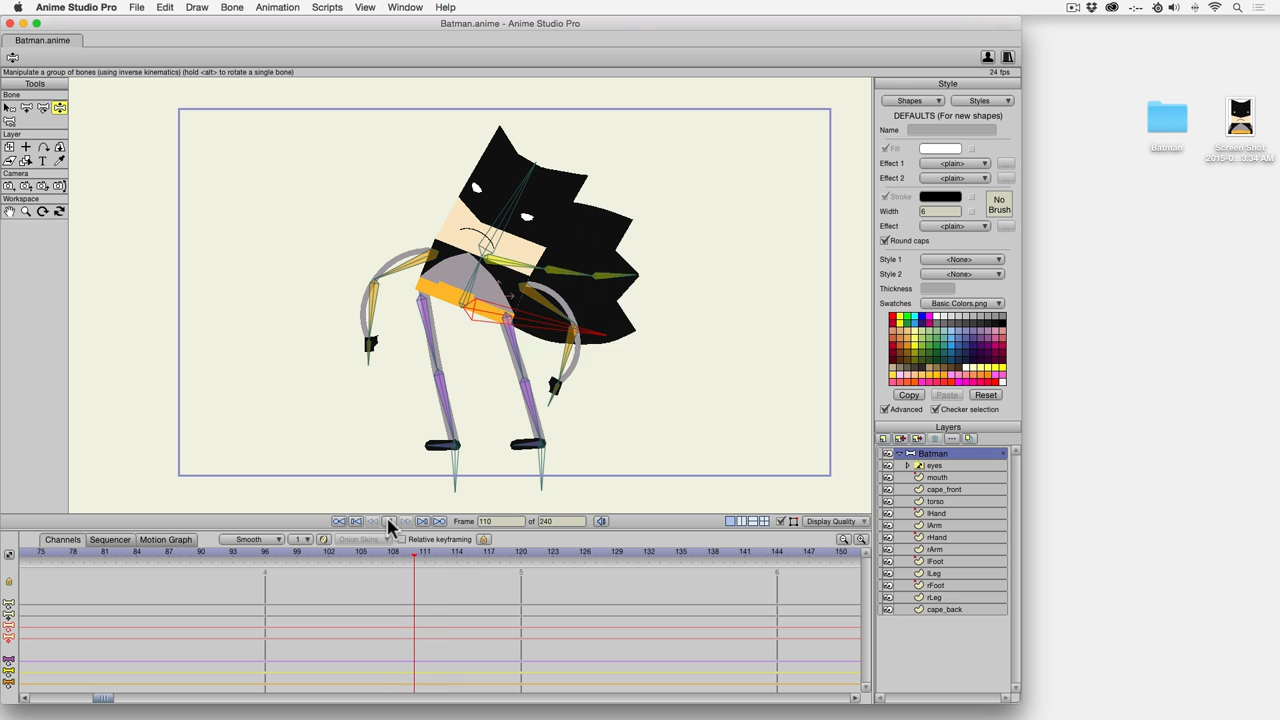 Anime Studio Pro File Edit Draw Bone Animation Scripts View Window Help
Batman.anime - Anime Studio Pro
Batman.anime
Manipulate a group of bones (using inverse kinematics) (hold <alt> to rotate a single bone)
24 fps
Tools
Bone
Layer
Camera
Workspace
Style
Shapes Styles
DEFAULTS (For new shapes)
Name
Fill
Effect 1 <plain> ...
Effect 2 <plain> ...
Stroke
Width 6
No Brush
Effect <plain> ...
Round caps
Style 1 <None>
Style 2 <None>
Thickness
Swatches Basic Colors.png
Copy Paste Reset
Advanced Checker selection
Layers
Batman
eyes
mouth
cape_front
torso
lHand
lArm
rHand
rArm
lFoot
lLeg
rFoot
rLeg
cape_back
Frame 110 of 240
Display Quality
Channels Sequencer Motion Graph Smooth 1 Onion Skins Relative keyframing
75 78 81 84 87 90 93 96 99 102 105 108 111 114 117 120 123 126 129 132 135 138 141 144 147 150
4 5 6
Batman
Screen Shot
2015-0...3.34 AM